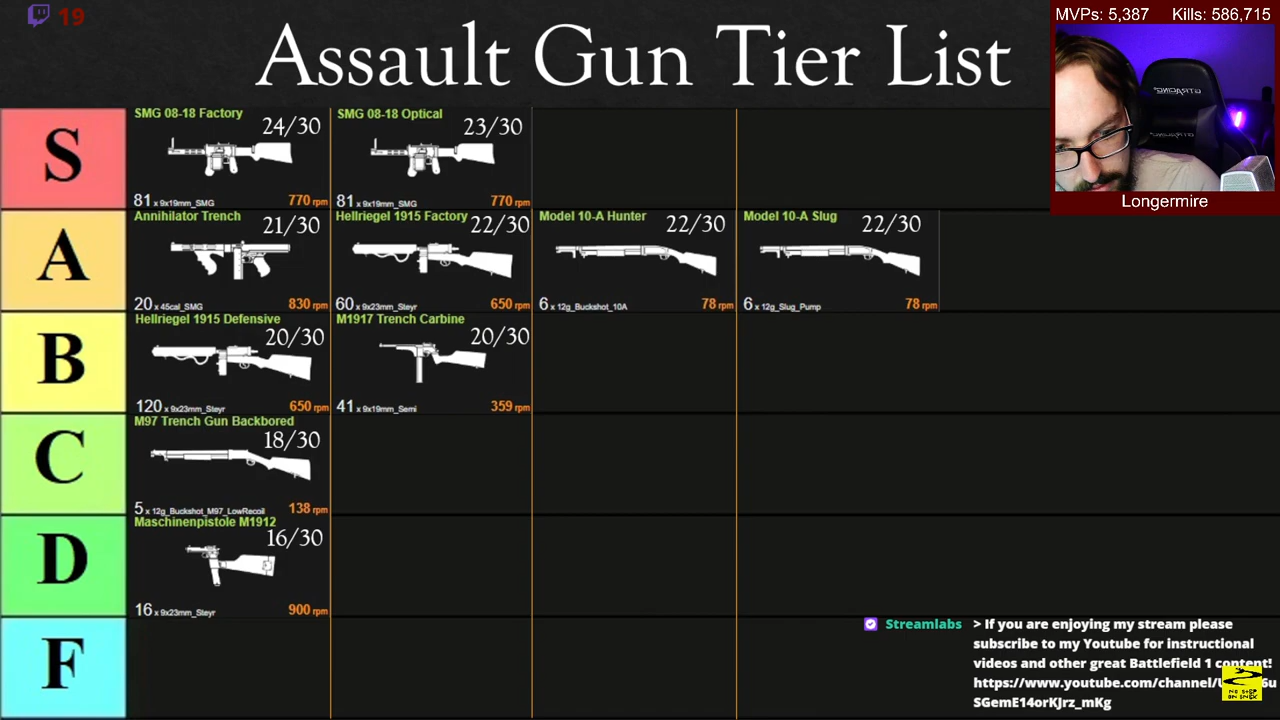 19
Assault Gun Tier List
MVPs: 5,387 Kills: 586,715
Longermire
S
SMG 08-18 Factory
24/30
81 x 9x19mm_SMG 770 rpm
SMG 08-18 Optical
23/30
81 x 9x19mm_SMG 770 rpm
A
Annihilator Trench
21/30
20 x 45cal_SMG 830 rpm
Hellriegel 1915 Factory
22/30
60 x 9x23mm_Steyr 650 rpm
Model 10-A Hunter
22/30
6 x 12g_Buckshot_10A 78 rpm
Model 10-A Slug
22/30
6 x 12g_Slug_Pump 78 rpm
B
Hellriegel 1915 Defensive
20/30
120 x 9x23mm_Steyr 650 rpm
M1917 Trench Carbine
20/30
41 x 9x19mm_Semi 359 rpm
C
M97 Trench Gun Backbored
18/30
5 x 12g_Buckshot_M97_LowRecoil 138 rpm
D
Maschinenpistole M1912
16/30
16 x 9x23mm_Steyr 900 rpm
F
Streamlabs > If you are enjoying my stream please
subscribe to my Youtube for instructional
videos and other great Battlefield 1 content!
SGemE14orKJrz_mKg
NO STEP
ON SNEK